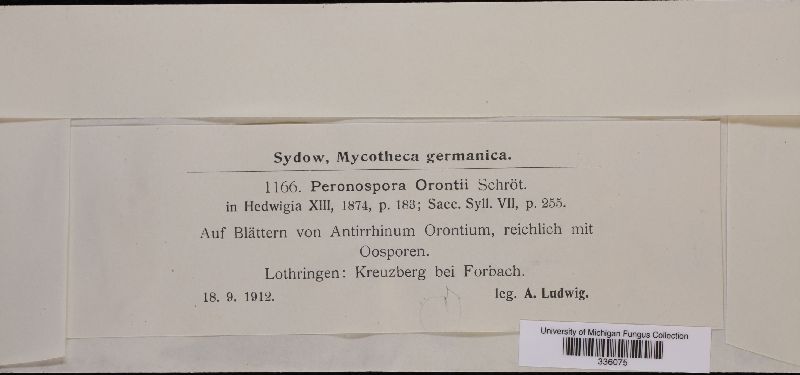 Sydow, Mycotheca germanica.
1166. Peronospora Orontii Schröt.
in Hedwigia XIII, 1874, p. 183; Sacc. Syll. VII, p. 255.
Auf Blättern von Antirrhinum Orontium, reichlich mit
Oosporen.
Lothringen: Kreuzberg bei Forbach.
18. 9. 1912. leg. A. Ludwig.
University of Michigan Fungus Collection
336075